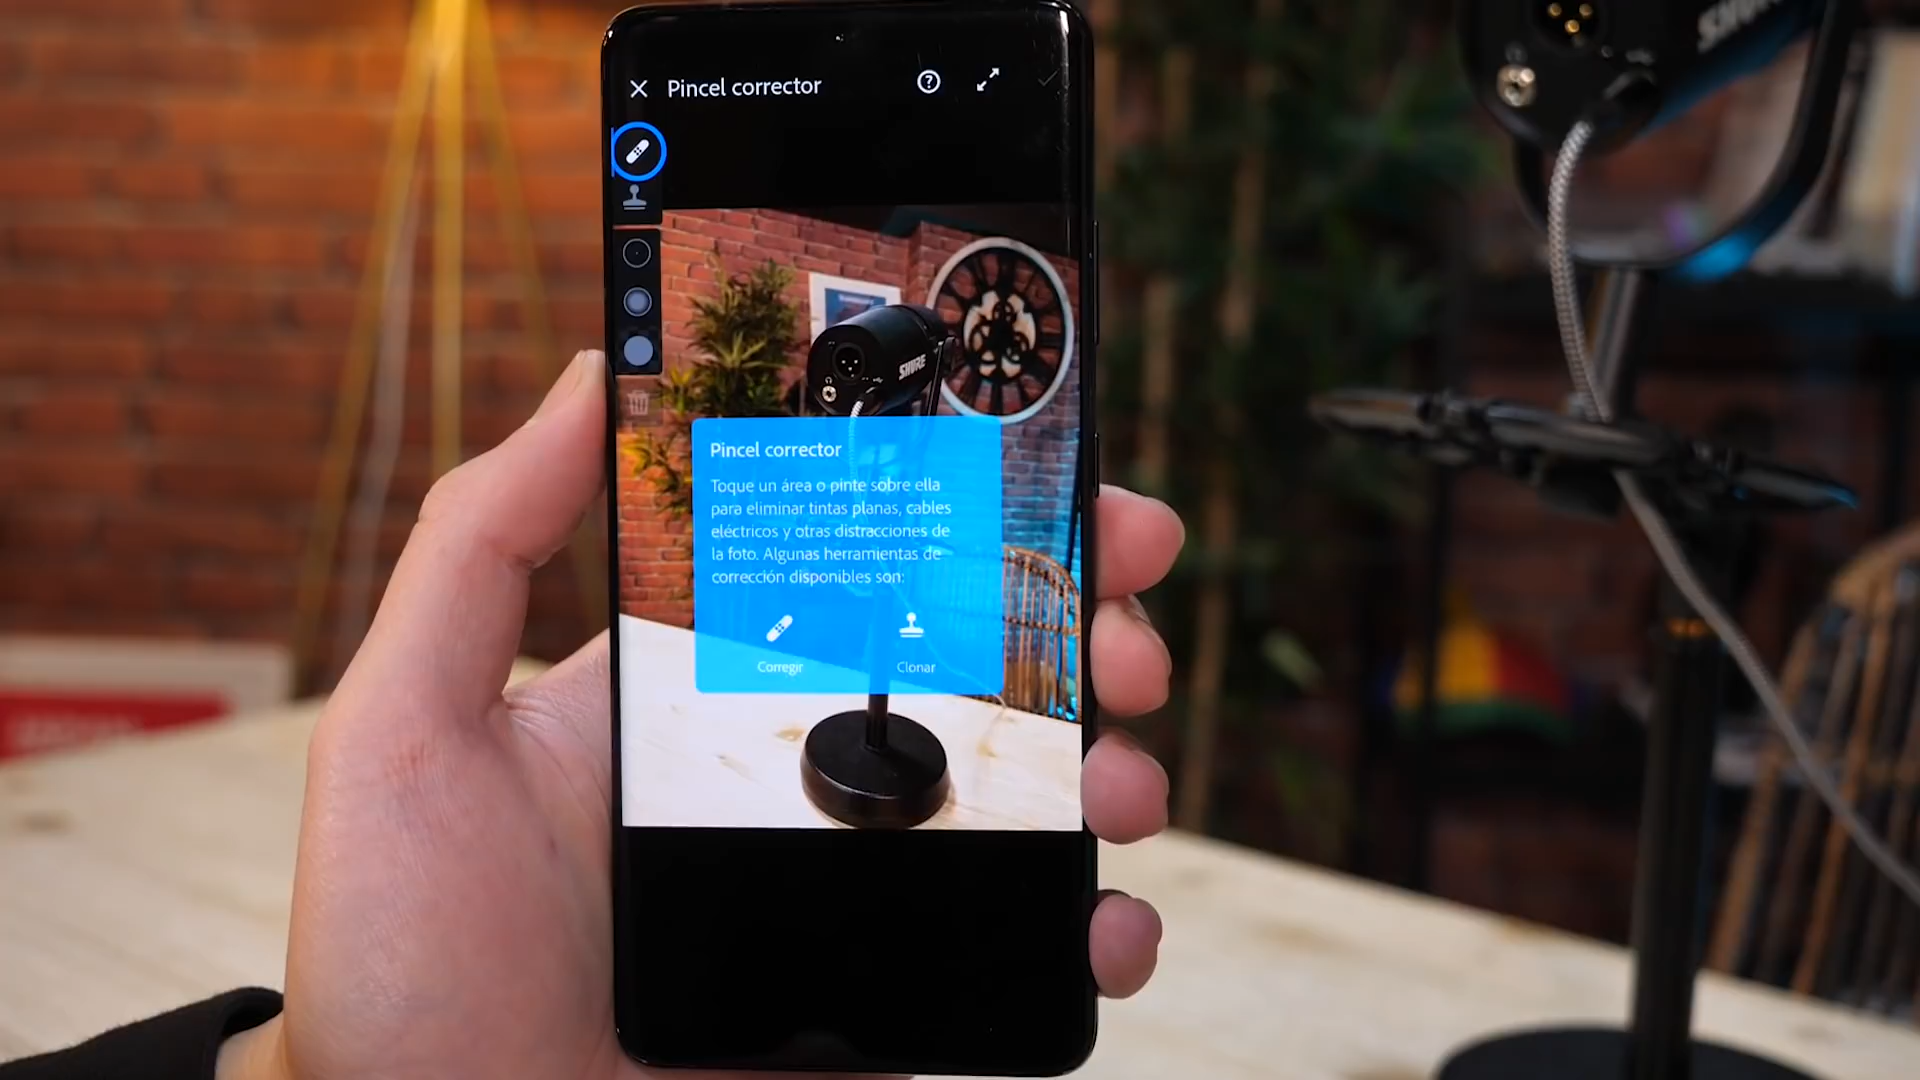 Pincel corrector
SHURE
Pincel corrector
Toque un área o pinte sobre ella
para eliminar tintas planas, cables
eléctricos y otras distracciones de
la foto. Algunas herramientas de
corrección disponibles son:
Corregir
Clonar